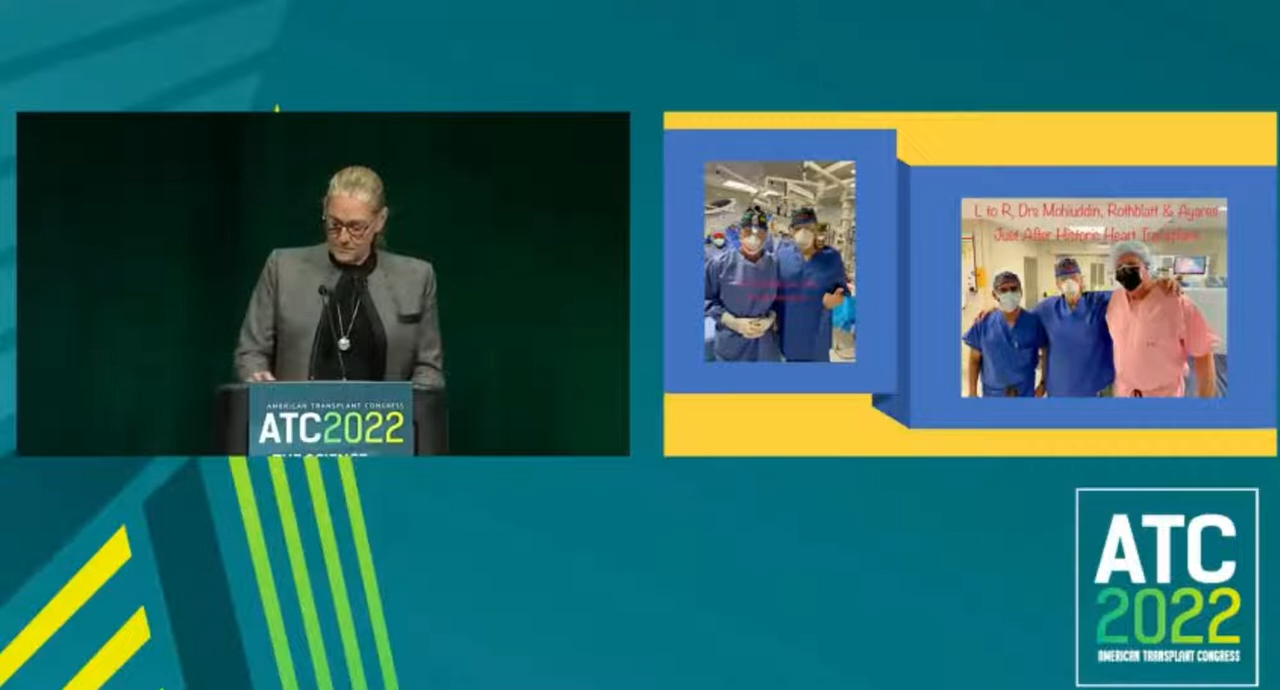 AMERICAN TRANSPLANT CONGRESS
ATC2022
L to R, Drs Mohiuddin, Rothblatt & Ayares
Just After Historic Heart Transplant
ATC
2022
AMERICAN TRANSPLANT CONGRESS